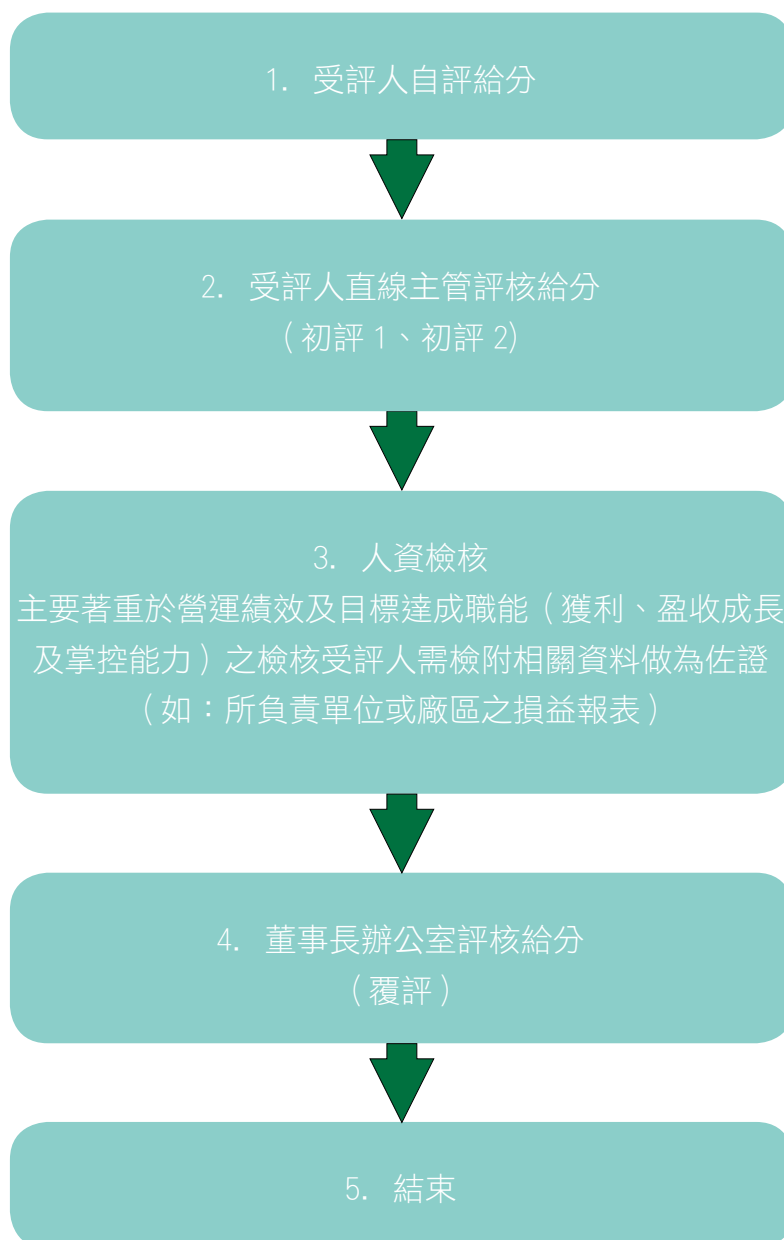 1. 受評人自評給分
2. 受評人直線主管評核給分
（初評 1、初評 2)
3. 人資檢核
主要著重於營運績效及目標達成職能（獲利、盈收成長
及掌控能力）之檢核受評人需檢附相關資料做為佐證
（如：所負責單位或廠區之損益報表）
4. 董事長辦公室評核給分
（覆評）
5. 結束